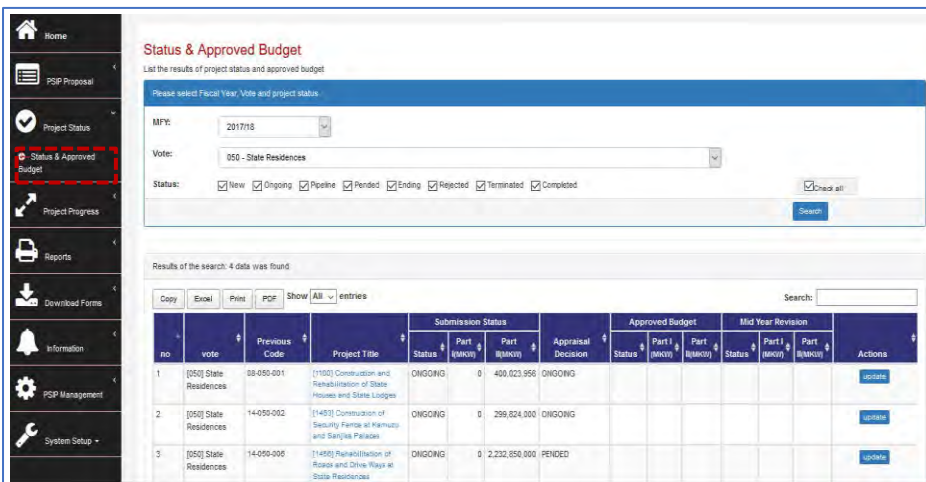 Home
PSIP Proposal
Project Status
Status & Approved
Budget
Project Progress
Reports
Download Forms
Information
PSIP Management
System Setup
Status & Approved Budget
List the results of project status and approved budget
Please select Fiscal Year, Vote and project status
MFY: 2017/18
Vote: 050 - State Residences
Status: New Ongoing Pipeline Pended Ending Rejected Terminated Completed Check all
Search
Results of the search: 4 data was found
Copy Excel Print PDF Show All entries Search:
Submission Status Approved Budget Mid Year Revision
no vote Previous Code Project Title Status Part I(MKW) Part II(MKW) Appraisal Decision Status Part I (MKW) Part II(MKW) Status Part I (MKW) Part II(MKW) Actions
1 [050] State 08-050-001 [1100] Construction and ONGOING 0 400,023,956 ONGOING update
Residences Rehabilitation of State
Houses and State Lodges
2 [050] State 14-050-002 [1483] Construction of ONGOING 0 299,824,000 ONGOING update
Residences Security Fence at Kamuzu
and Sanjika Palaces
3 [050] State 14-050-005 [1486] Rehabilitation of ONGOING 0 2,232,850,000 PENDED update
Residences Roads and Drive Ways at
State Residences